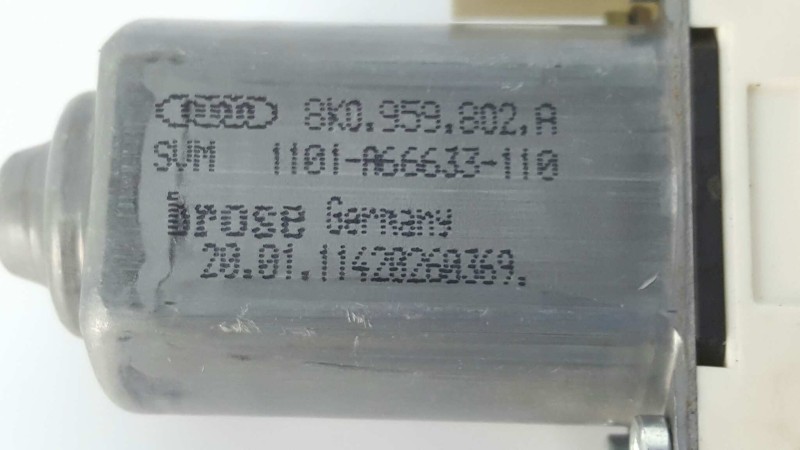 8K0.959.802.A
SVM 1101-A66633-110
brose Germany
20.01.11420260369.